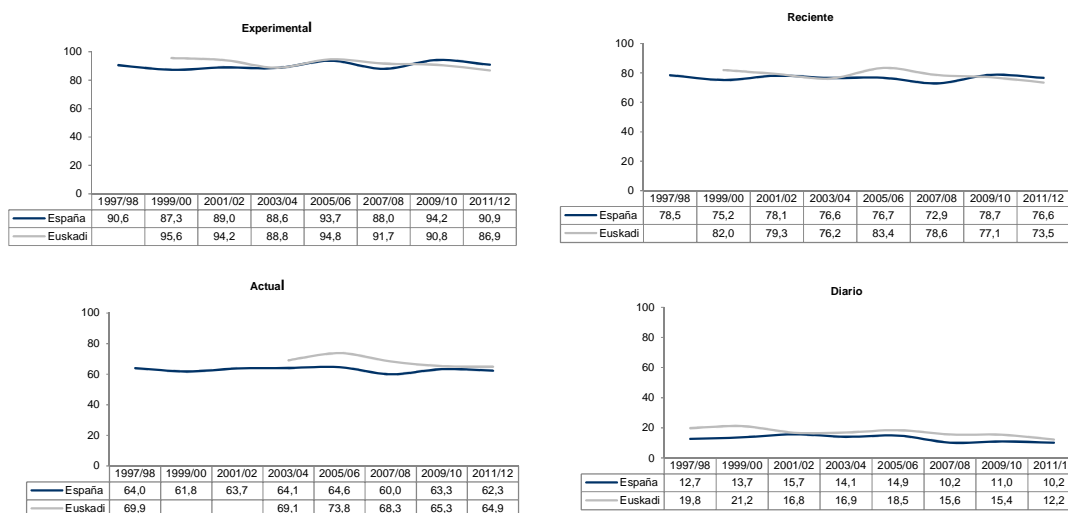 Experimental
100
80
60
40
20
0
1997/98 1999/00 2001/02 2003/04 2005/06 2007/08 2009/10 2011/12
España 90,6 87,3 89,0 88,6 93,7 88,0 94,2 90,9
Euskadi 95,6 94,2 88,8 94,8 91,7 90,8 86,9
Reciente
100
80
60
40
20
0
1997/98 1999/00 2001/02 2003/04 2005/06 2007/08 2009/10 2011/12
España 78,5 75,2 78,1 76,6 76,7 72,9 78,7 76,6
Euskadi 82,0 79,3 76,2 83,4 78,6 77,1 73,5
Actual
100
80
60
40
20
0
1997/98 1999/00 2001/02 2003/04 2005/06 2007/08 2009/10 2011/12
España 64,0 61,8 63,7 64,1 64,6 60,0 63,3 62,3
Euskadi 69,9 69,1 73,8 68,3 65,3 64,9
Diario
100
80
60
40
20
0
1997/98 1999/00 2001/02 2003/04 2005/06 2007/08 2009/10 2011/1
España 12,7 13,7 15,7 14,1 14,9 10,2 11,0 10,2
Euskadi 19,8 21,2 16,8 16,9 18,5 15,6 15,4 12,2